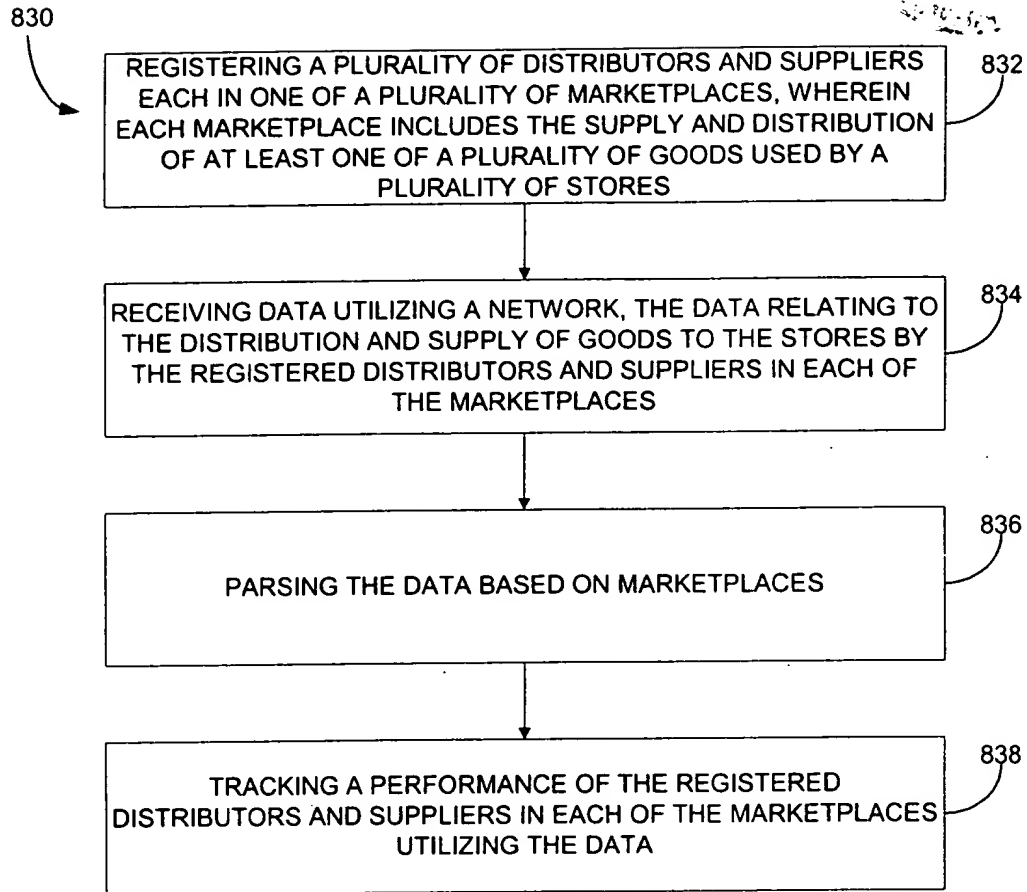 830
REGISTERING A PLURALITY OF DISTRIBUTORS AND SUPPLIERS
EACH IN ONE OF A PLURALITY OF MARKETPLACES, WHEREIN
EACH MARKETPLACE INCLUDES THE SUPPLY AND DISTRIBUTION
OF AT LEAST ONE OF A PLURALITY OF GOODS USED BY A
PLURALITY OF STORES
832
RECEIVING DATA UTILIZING A NETWORK, THE DATA RELATING TO
THE DISTRIBUTION AND SUPPLY OF GOODS TO THE STORES BY
THE REGISTERED DISTRIBUTORS AND SUPPLIERS IN EACH OF
THE MARKETPLACES
834
PARSING THE DATA BASED ON MARKETPLACES
836
TRACKING A PERFORMANCE OF THE REGISTERED
DISTRIBUTORS AND SUPPLIERS IN EACH OF THE MARKETPLACES
UTILIZING THE DATA
838